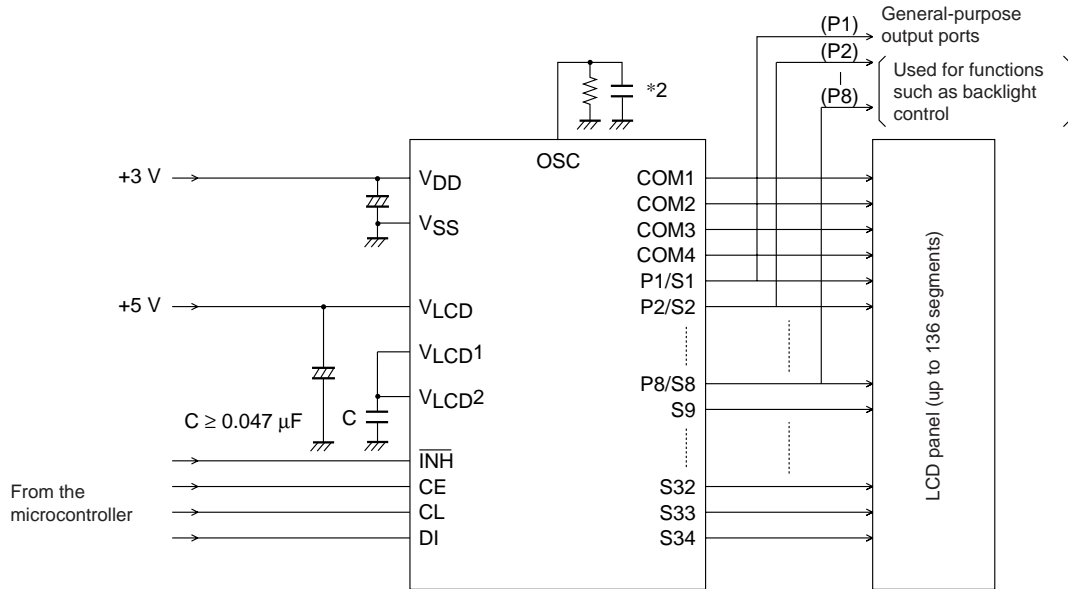 (P1)
General-purpose
output ports
(P2)
(P8)
Used for functions
such as backlight
control
*2
OSC
+3 V
VDD
VSS
+5 V
VLCD
VLCD1
VLCD2
C ≥ 0.047 µF
C
INH
CE
CL
DI
From the
microcontroller
COM1
COM2
COM3
COM4
P1/S1
P2/S2
P8/S8
S9
S32
S33
S34
LCD panel (up to 136 segments)